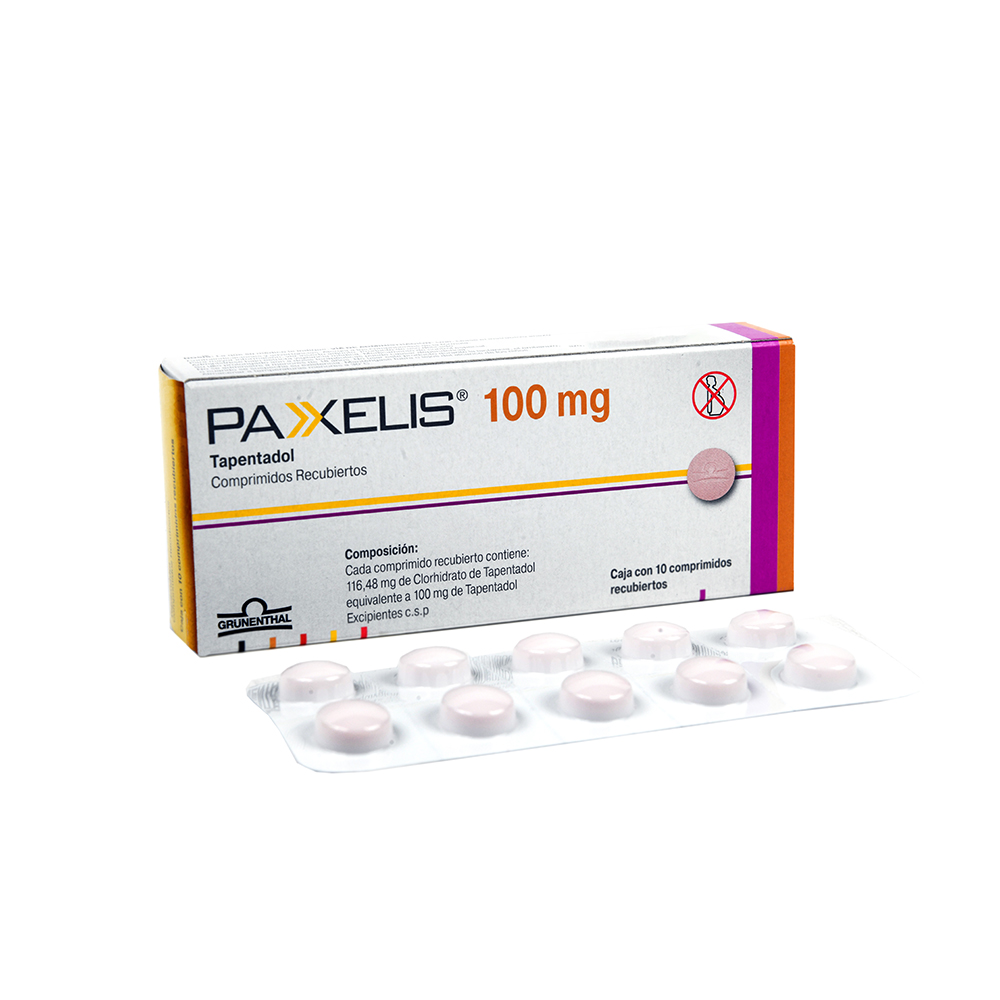 PAXXELIS® 100 mg
Tapentadol
Comprimidos Recubiertos
Composición:
Cada comprimido recubierto contiene:
116,48 mg de Clorhidrato de Tapentadol
equivalente a 100 mg de Tapentadol
Excipientes c.s.p
Caja con 10 comprimidos
recubiertos
GRUNENTHAL